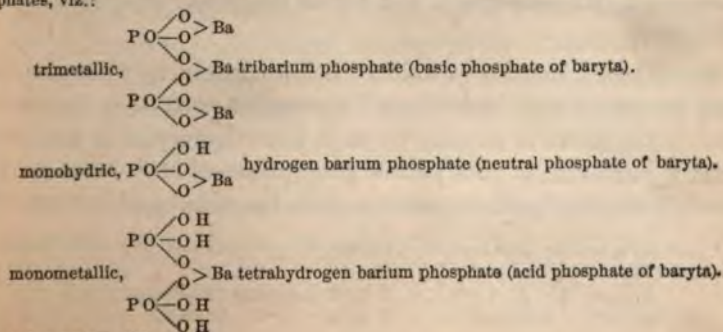 phates, viz.:
O
PO—O > Ba
O
trimetallic, > Ba tribarium phosphate (basic phosphate of baryta).
O
PO—O
O > Ba
O H
monohydric, PO—O hydrogen barium phosphate (neutral phosphate of baryta).
O > Ba
O H
PO—O H
O
monometallic, > Ba tetrahydrogen barium phosphate (acid phosphate of baryta).
O
PO—O H
O H